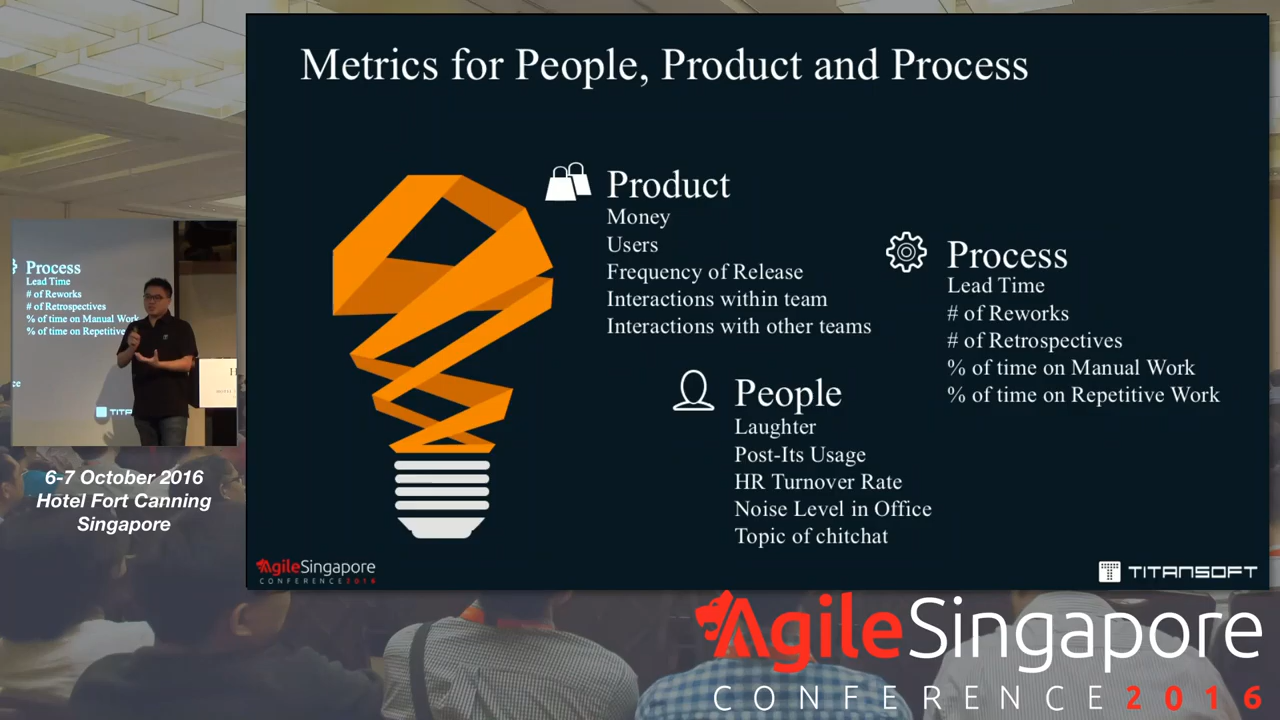 Metrics for People, Product and Process
Product
Money
Users
Frequency of Release
Interactions within team
Interactions with other teams
Process
Lead Time
# of Reworks
# of Retrospectives
% of time on Manual Work
% of time on Repetitive Work
People
Laughter
Post-Its Usage
HR Turnover Rate
Noise Level in Office
Topic of chitchat
AgileSingapore
CONFERENCE2016
TITANSOFT
Process
Lead Time
# of Reworks
# of Retrospectives
% of time on Manual Work
% of time on Repetitive
ce
TITA
H
6-7 October 2016
Hotel Fort Canning
Singapore
AgileSingapore
CONFERENCE 2016